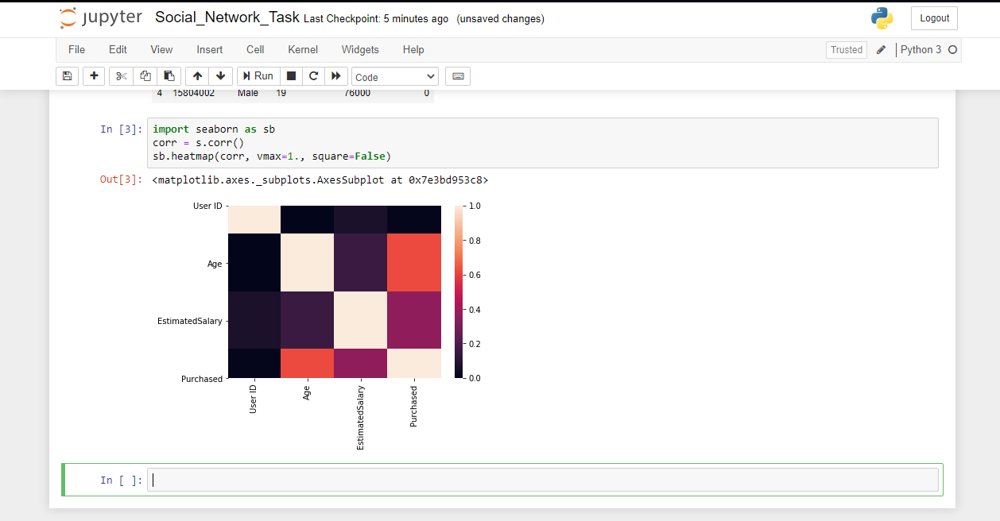 jupyter Social_Network_Task Last Checkpoint: 5 minutes ago (unsaved changes) Logout
File Edit View Insert Cell Kernel Widgets Help Trusted Python 3
Run Code
4 15804002 Male 19 76000 0
In [3]: import seaborn as sb
corr = s.corr()
sb.heatmap(corr, vmax=1., square=False)
Out[3]: <matplotlib.axes._subplots.AxesSubplot at 0x7e3bd953c8>
User ID 1.0
0.8
Age
0.6
0.4
EstimatedSalary
0.2
Purchased 0.0
User ID Age EstimatedSalary Purchased
In [ ]: